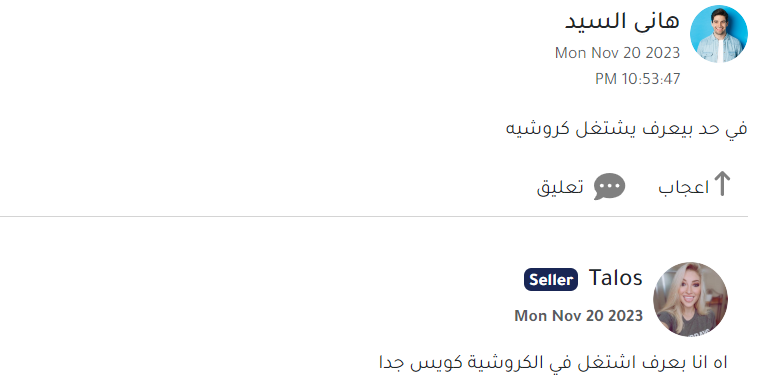 هانى السيد
Mon Nov 20 2023
PM 10:53:47
في حد بيعرف يشتغل كروشيه
اعجاب
تعليق
Talos Seller
Mon Nov 20 2023
اه انا بعرف اشتغل في الكروشية كويس جدا